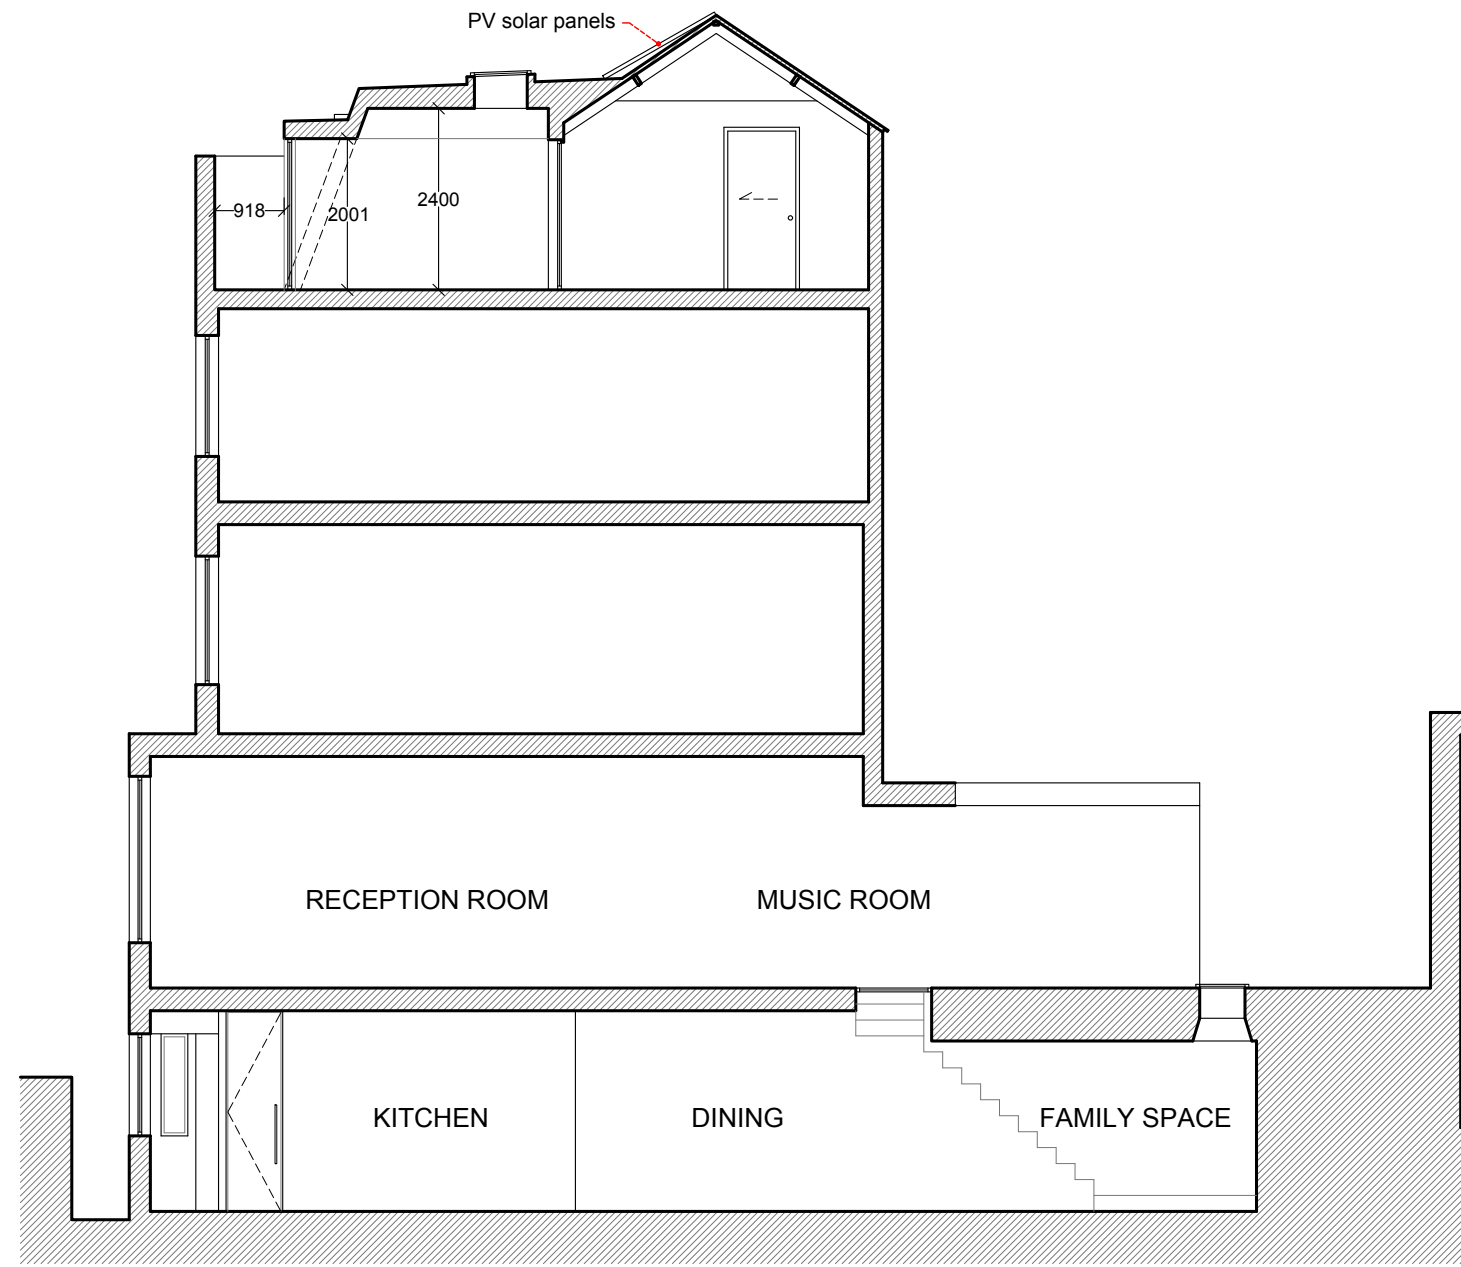 PV solar panels
918
2001
2400
RECEPTION ROOM
MUSIC ROOM
KITCHEN
DINING
FAMILY SPACE